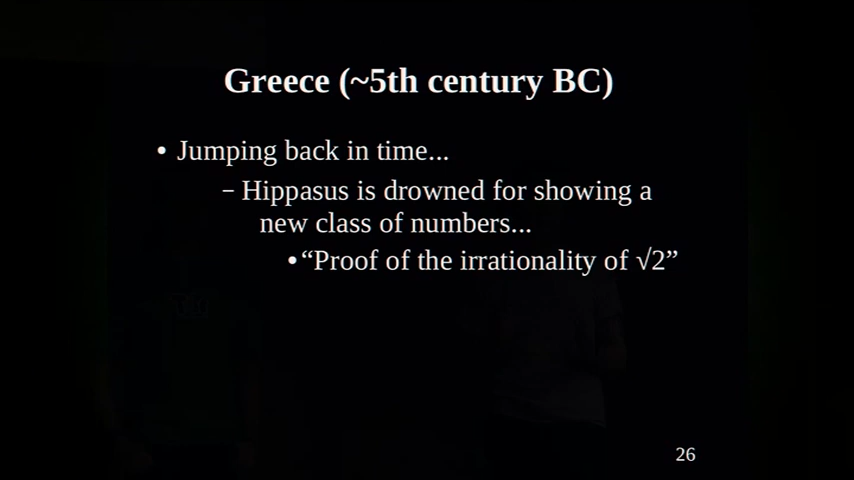 Greece (~5th century BC)
• Jumping back in time...
– Hippasus is drowned for showing a
new class of numbers...
• “Proof of the irrationality of √2”
26